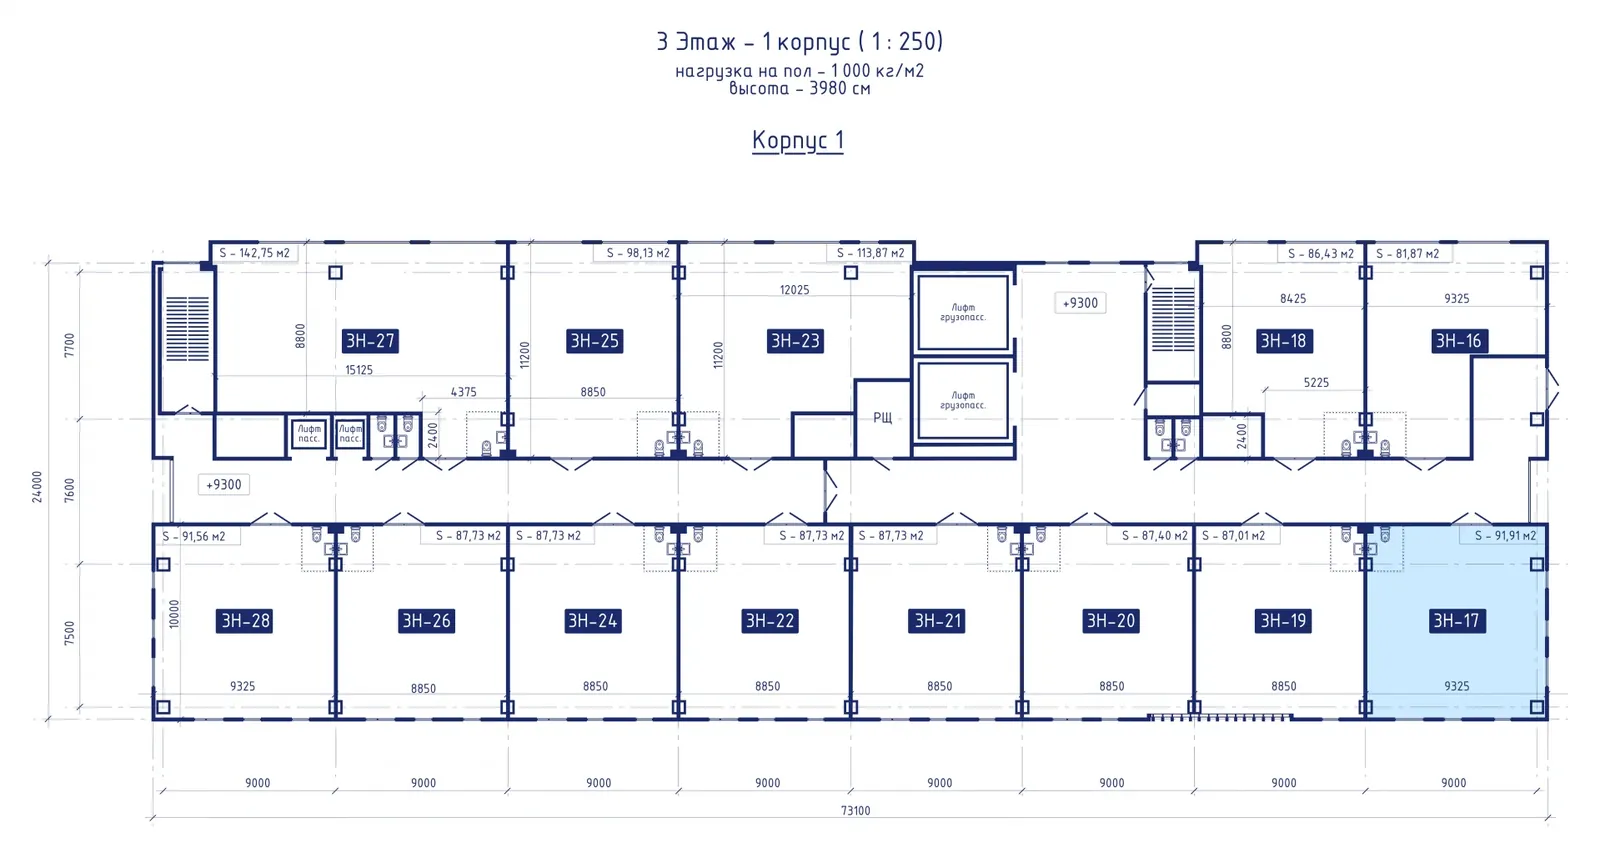 3 Этаж - 1 корпус ( 1 : 250)
нагрузка на пол - 1 000 кг/м2
высота - 3980 см
Корпус 1
S - 142,75 м2
S - 98,13 м2
S - 113,87 м2
S - 86,43 м2
S - 81,87 м2
12025
+9300
8425
9325
Лифт
грузопасс.
7700
8800
3Н-27
11200
3Н-25
11200
3Н-23
8800
3Н-18
3Н-16
15125
4375
8850
5225
Лифт
грузопасс.
РЩ
Лифт
пасс.
Лифт
пасс.
2400
2400
24000
7600
+9300
S - 91,56 м2
S - 87,73 м2
S - 87,73 м2
S - 87,73 м2
S - 87,73 м2
S - 87,40 м2
S - 87,01 м2
S - 91,91 м2
7500
10000
3Н-28
3Н-26
3Н-24
3Н-22
3Н-21
3Н-20
3Н-19
3Н-17
9325
8850
8850
8850
8850
8850
8850
9325
9000
9000
9000
9000
9000
9000
9000
9000
73100